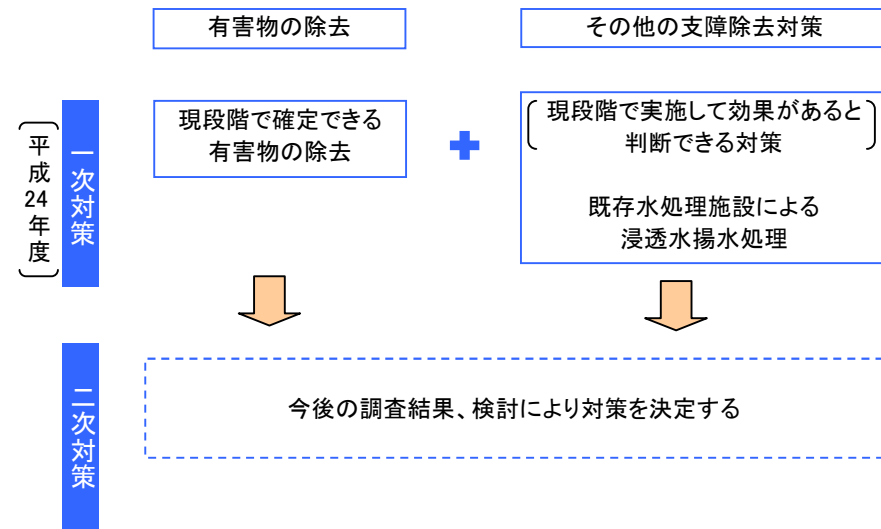 有害物の除去
その他の支障除去対策
平成24年度
一次対策
現段階で確定できる
有害物の除去
現段階で実施して効果があると
判断できる対策
既存水処理施設による
浸透水揚水処理
二次対策
今後の調査結果、検討により対策を決定する